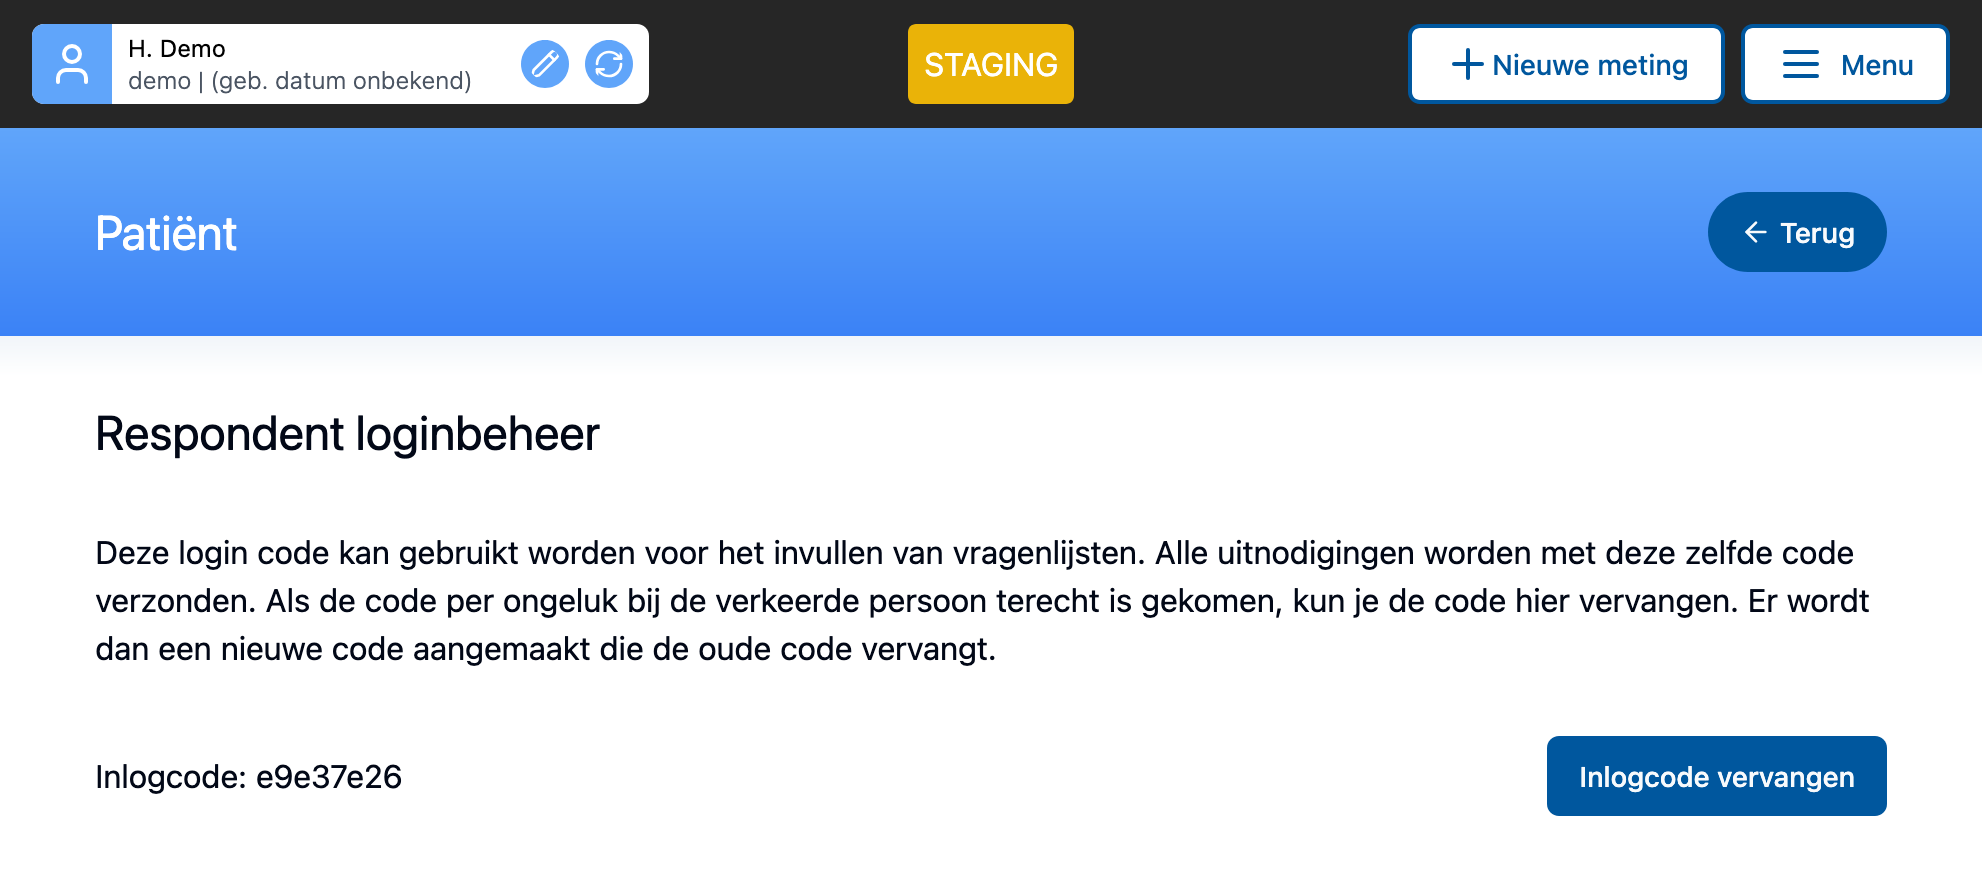 H. Demo
demo | (geb. datum onbekend)
STAGING
Nieuwe meting
Menu
Patiënt
Terug
Respondent loginbeheer
Deze login code kan gebruikt worden voor het invullen van vragenlijsten. Alle uitnodigingen worden met deze zelfde code
verzonden. Als de code per ongeluk bij de verkeerde persoon terecht is gekomen, kun je de code hier vervangen. Er wordt
dan een nieuwe code aangemaakt die de oude code vervangt.
Inlogcode: e9e37e26
Inlogcode vervangen